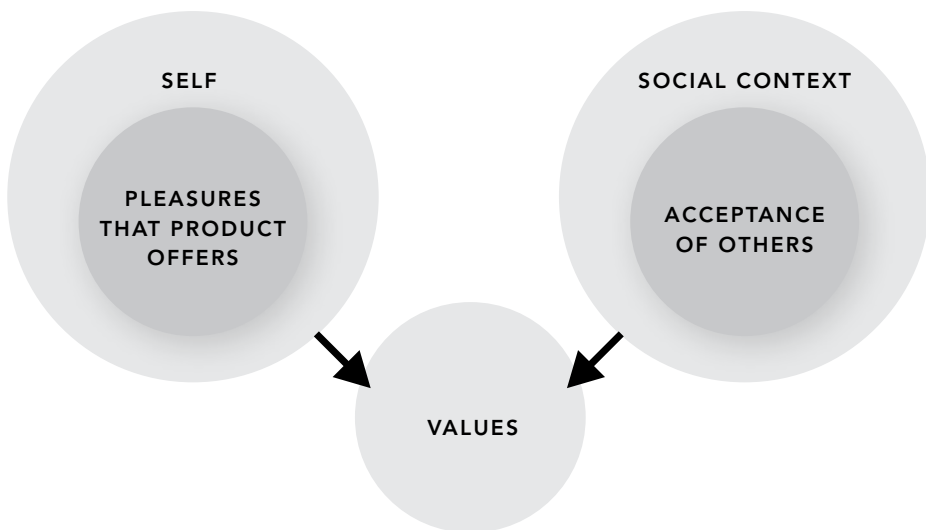 SELF
PLEASURES
THAT PRODUCT
OFFERS
SOCIAL CONTEXT
ACCEPTANCE
OF OTHERS
VALUES